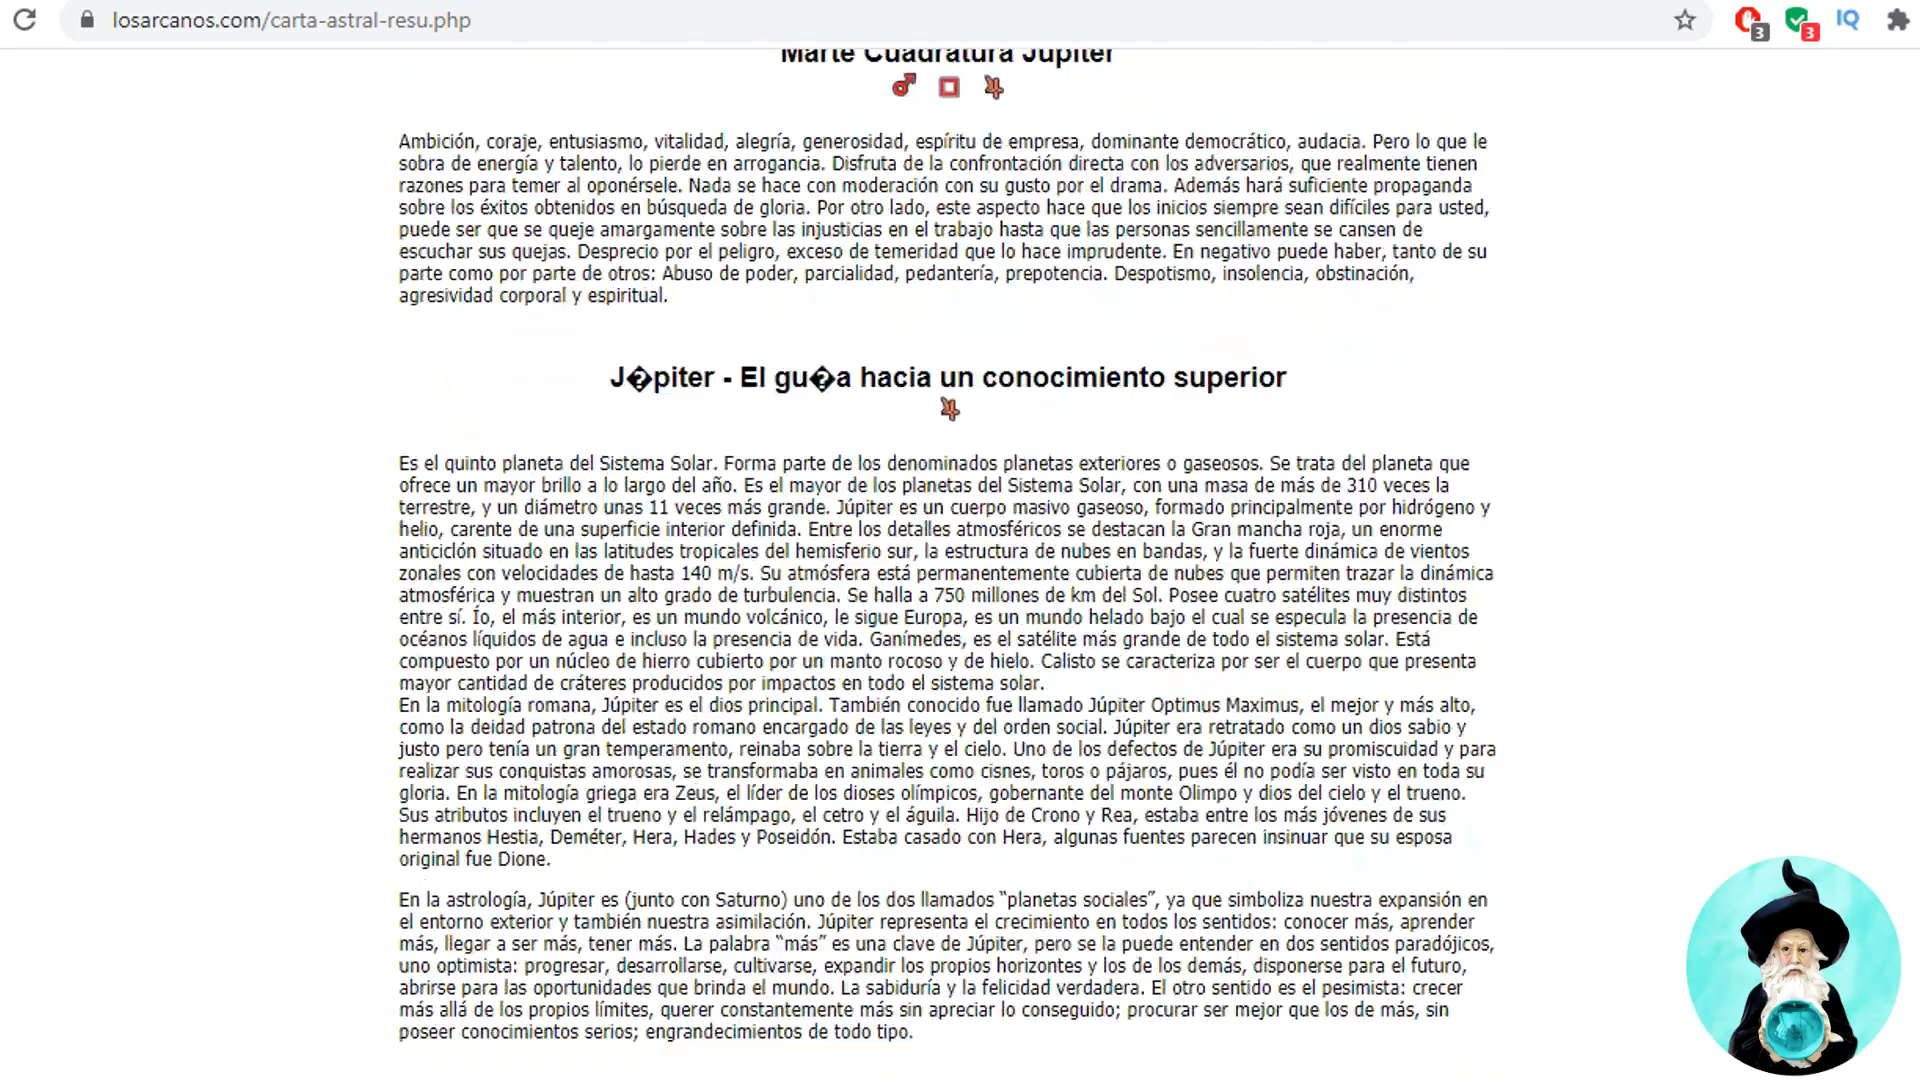 losarcanos.com/carta-astral-resu.php
3
3
IQ
Marte Cuadratura Júpiter
Ambición, coraje, entusiasmo, vitalidad, alegría, generosidad, espíritu de empresa, dominante democrático, audacia. Pero lo que le
sobra de energía y talento, lo pierde en arrogancia. Disfruta de la confrontación directa con los adversarios, que realmente tienen
razones para temer al oponérsele. Nada se hace con moderación con su gusto por el drama. Además hará suficiente propaganda
sobre los éxitos obtenidos en búsqueda de gloria. Por otro lado, este aspecto hace que los inicios siempre sean difíciles para usted,
puede ser que se queje amargamente sobre las injusticias en el trabajo hasta que las personas sencillamente se cansen de
escuchar sus quejas. Desprecio por el peligro, exceso de temeridad que lo hace imprudente. En negativo puede haber, tanto de su
parte como por parte de otros: Abuso de poder, parcialidad, pedantería, prepotencia. Despotismo, insolencia, obstinación,
agresividad corporal y espiritual.
J�piter - El gu�a hacia un conocimiento superior
Es el quinto planeta del Sistema Solar. Forma parte de los denominados planetas exteriores o gaseosos. Se trata del planeta que
ofrece un mayor brillo a lo largo del año. Es el mayor de los planetas del Sistema Solar, con una masa de más de 310 veces la
terrestre, y un diámetro unas 11 veces más grande. Júpiter es un cuerpo masivo gaseoso, formado principalmente por hidrógeno y
helio, carente de una superficie interior definida. Entre los detalles atmosféricos se destacan la Gran mancha roja, un enorme
anticiclón situado en las latitudes tropicales del hemisferio sur, la estructura de nubes en bandas, y la fuerte dinámica de vientos
zonales con velocidades de hasta 140 m/s. Su atmósfera está permanentemente cubierta de nubes que permiten trazar la dinámica
atmosférica y muestran un alto grado de turbulencia. Se halla a 750 millones de km del Sol. Posee cuatro satélites muy distintos
entre sí. Ío, el más interior, es un mundo volcánico, le sigue Europa, es un mundo helado bajo el cual se especula la presencia de
océanos líquidos de agua e incluso la presencia de vida. Ganímedes, es el satélite más grande de todo el sistema solar. Está
compuesto por un núcleo de hierro cubierto por un manto rocoso y de hielo. Calisto se caracteriza por ser el cuerpo que presenta
mayor cantidad de cráteres producidos por impactos en todo el sistema solar.
En la mitología romana, Júpiter es el dios principal. También conocido fue llamado Júpiter Optimus Maximus, el mejor y más alto,
como la deidad patrona del estado romano encargado de las leyes y del orden social. Júpiter era retratado como un dios sabio y
justo pero tenía un gran temperamento, reinaba sobre la tierra y el cielo. Uno de los defectos de Júpiter era su promiscuidad y para
realizar sus conquistas amorosas, se transformaba en animales como cisnes, toros o pájaros, pues él no podía ser visto en toda su
gloria. En la mitología griega era Zeus, el líder de los dioses olímpicos, gobernante del monte Olimpo y dios del cielo y el trueno.
Sus atributos incluyen el trueno y el relámpago, el cetro y el águila. Hijo de Crono y Rea, estaba entre los más jóvenes de sus
hermanos Hestia, Deméter, Hera, Hades y Poseidón. Estaba casado con Hera, algunas fuentes parecen insinuar que su esposa
original fue Dione.
En la astrología, Júpiter es (junto con Saturno) uno de los dos llamados “planetas sociales”, ya que simboliza nuestra expansión en
el entorno exterior y también nuestra asimilación. Júpiter representa el crecimiento en todos los sentidos: conocer más, aprender
más, llegar a ser más, tener más. La palabra “más” es una clave de Júpiter, pero se la puede entender en dos sentidos paradójicos,
uno optimista: progresar, desarrollarse, cultivarse, expandir los propios horizontes y los de los demás, disponerse para el futuro,
abrirse para las oportunidades que brinda el mundo. La sabiduría y la felicidad verdadera. El otro sentido es el pesimista: crecer
más allá de los propios límites, querer constantemente más sin apreciar lo conseguido; procurar ser mejor que los de más, sin
poseer conocimientos serios; engrandecimientos de todo tipo.